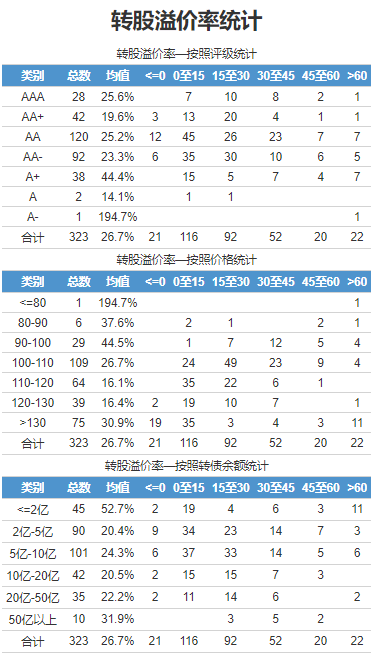 转股溢价率统计
转股溢价率—按照评级统计
类别 总数 均值 <=0 0至15 15至30 30至45 45至60 >60
AAA 28 25.6% 7 10 8 2 1
AA+ 42 19.6% 3 13 20 4 1 1
AA 120 25.2% 12 45 26 23 7 7
AA- 92 23.3% 6 35 30 10 6 5
A+ 38 44.4% 15 5 7 4 7
A 2 14.1% 1 1
A- 1 194.7% 1
合计 323 26.7% 21 116 92 52 20 22
转股溢价率—按照价格统计
类别 总数 均值 <=0 0至15 15至30 30至45 45至60 >60
<=80 1 194.7% 1
80-90 6 37.6% 2 1 2 1
90-100 29 44.5% 1 7 12 5 4
100-110 109 26.7% 24 49 23 9 4
110-120 64 16.1% 35 22 6 1
120-130 39 16.4% 2 19 10 7 1
>130 75 30.9% 19 35 3 4 3 11
合计 323 26.7% 21 116 92 52 20 22
转股溢价率—按照转债余额统计
类别 总数 均值 <=0 0至15 15至30 30至45 45至60 >60
<=2亿 45 52.7% 2 19 4 6 3 11
2亿-5亿 90 20.4% 9 34 23 14 7 3
5亿-10亿 101 24.3% 6 37 33 14 5 6
10亿-20亿 42 20.5% 2 15 15 7 3
20亿-50亿 35 22.2% 2 11 14 6 2
50亿以上 10 31.9% 3 5 2
合计 323 26.7% 21 116 92 52 20 22